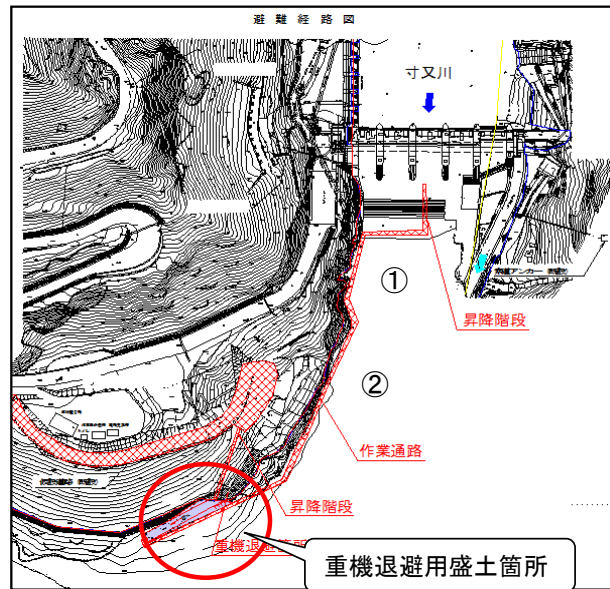 避難経路図
寸又川
①
昇降階段
②
作業通路
昇降階段
重機退避用盛土箇所